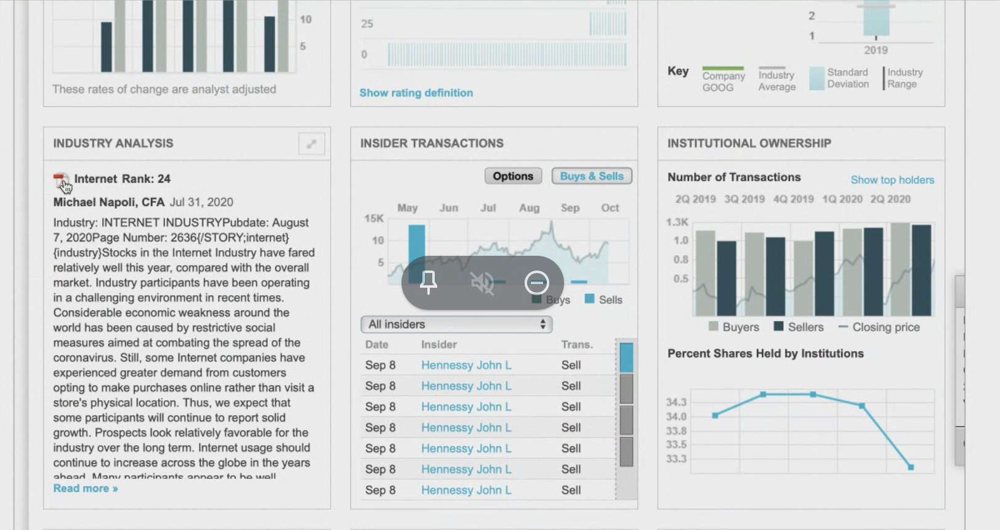 10
5
These rates of change are analyst adjusted
25
0
Show rating definition
2
1
2019
Key
Company GOOG
Industry Average
Standard Deviation
Industry Range
INDUSTRY ANALYSIS
Internet Rank: 24
Michael Napoli, CFA Jul 31, 2020
Industry: INTERNET INDUSTRYPubdate: August
7, 2020Page Number: 2636{/STORY;internet}
{industry}Stocks in the Internet Industry have fared
relatively well this year, compared with the overall
market. Industry participants have been operating
in a challenging environment in recent times.
Considerable economic weakness around the
world has been caused by restrictive social
measures aimed at combating the spread of the
coronavirus. Still, some Internet companies have
experienced greater demand from customers
opting to make purchases online rather than visit a
store's physical location. Thus, we expect that
some participants will continue to report solid
growth. Prospects look relatively favorable for the
industry over the long term. Internet usage should
continue to increase across the globe in the years
ahead. Many participants appear to be well
Read more »
INSIDER TRANSACTIONS
Options
Buys & Sells
May Jun Jul Aug Sep Oct
15K
10
5
Buys Sells
All insiders
Date Insider Trans.
Sep 8 Hennessy John L Sell
Sep 8 Hennessy John L Sell
Sep 8 Hennessy John L Sell
Sep 8 Hennessy John L Sell
Sep 8 Hennessy John L Sell
Sep 8 Hennessy John L Sell
Sep 8 Hennessy John L Sell
INSTITUTIONAL OWNERSHIP
Number of Transactions
Show top holders
2Q 2019 3Q 2019 4Q 2019 1Q 2020 2Q 2020
1.3K
1.0
0.8
0.5
Buyers Sellers Closing price
Percent Shares Held by Institutions
34.3
34.0
33.8
33.5
33.3